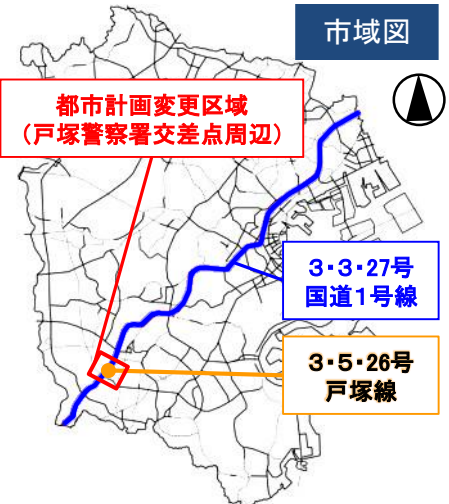 市域図
都市計画変更区域
（戸塚警察署交差点周辺）
3・3・27号
国道1号線
3・5・26号
戸塚線